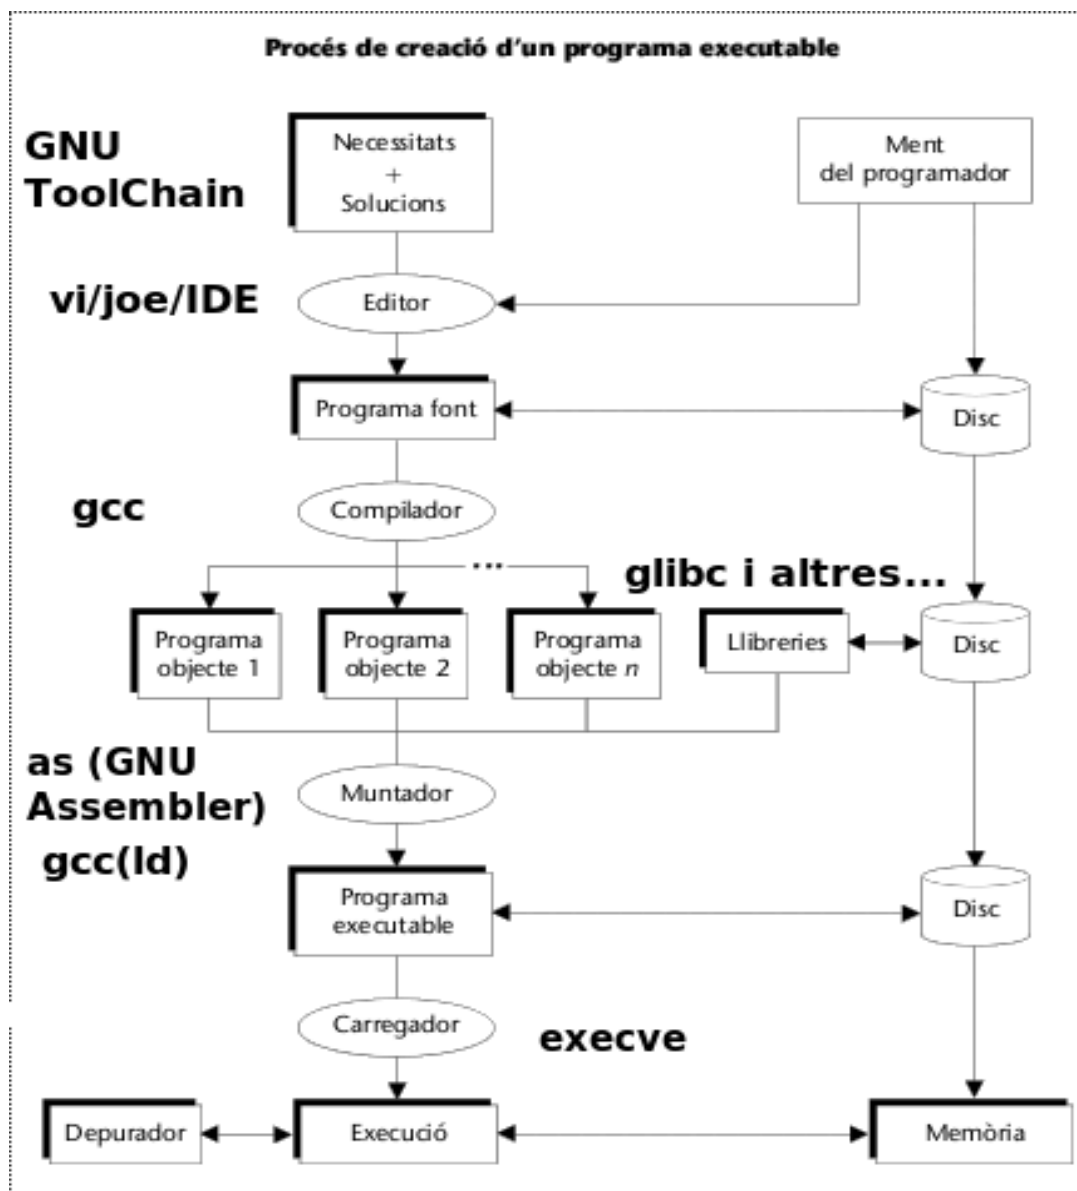 Procés de creació d'un programa executable
GNU
ToolChain
Necessitats
+
Solucions
Ment
del programador
vi/joe/IDE
Editor
Programa font
Disc
gcc
Compilador
...
glibc i altres...
Programa
objecte 1
Programa
objecte 2
Programa
objecte n
Llibreries
Disc
as (GNU
Assembler)
Muntador
gcc(ld)
Programa
executable
Disc
Carregador
execve
Depurador
Execució
Memòria